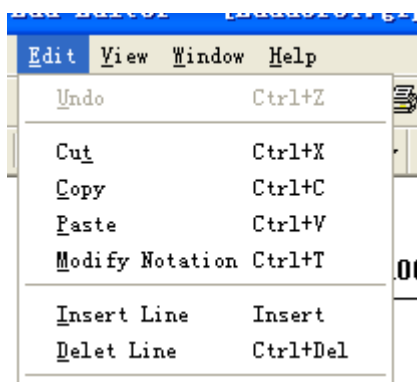 Edit View Window Help
Undo Ctrl+Z
Cut Ctrl+X
Copy Ctrl+C
Paste Ctrl+V
Modify Notation Ctrl+T
Insert Line Insert
Delet Line Ctrl+Del